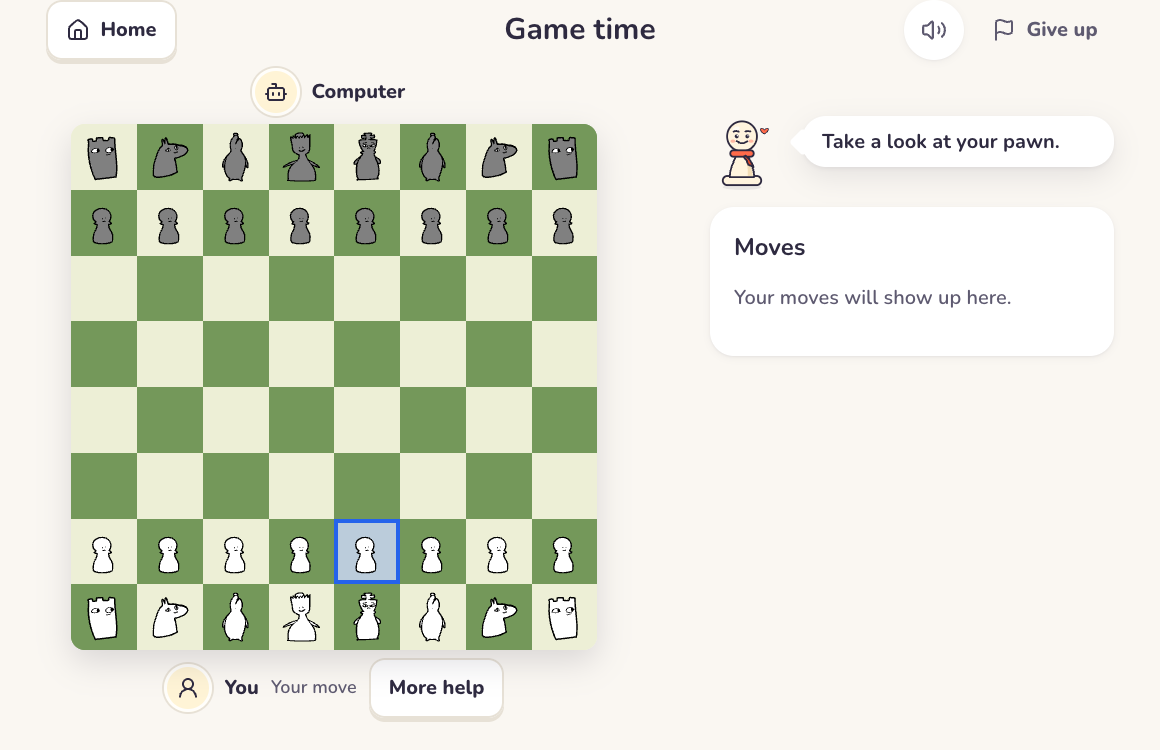 Home
Game time
Give up
Computer
Take a look at your pawn.
Moves
Your moves will show up here.
You
Your move
More help